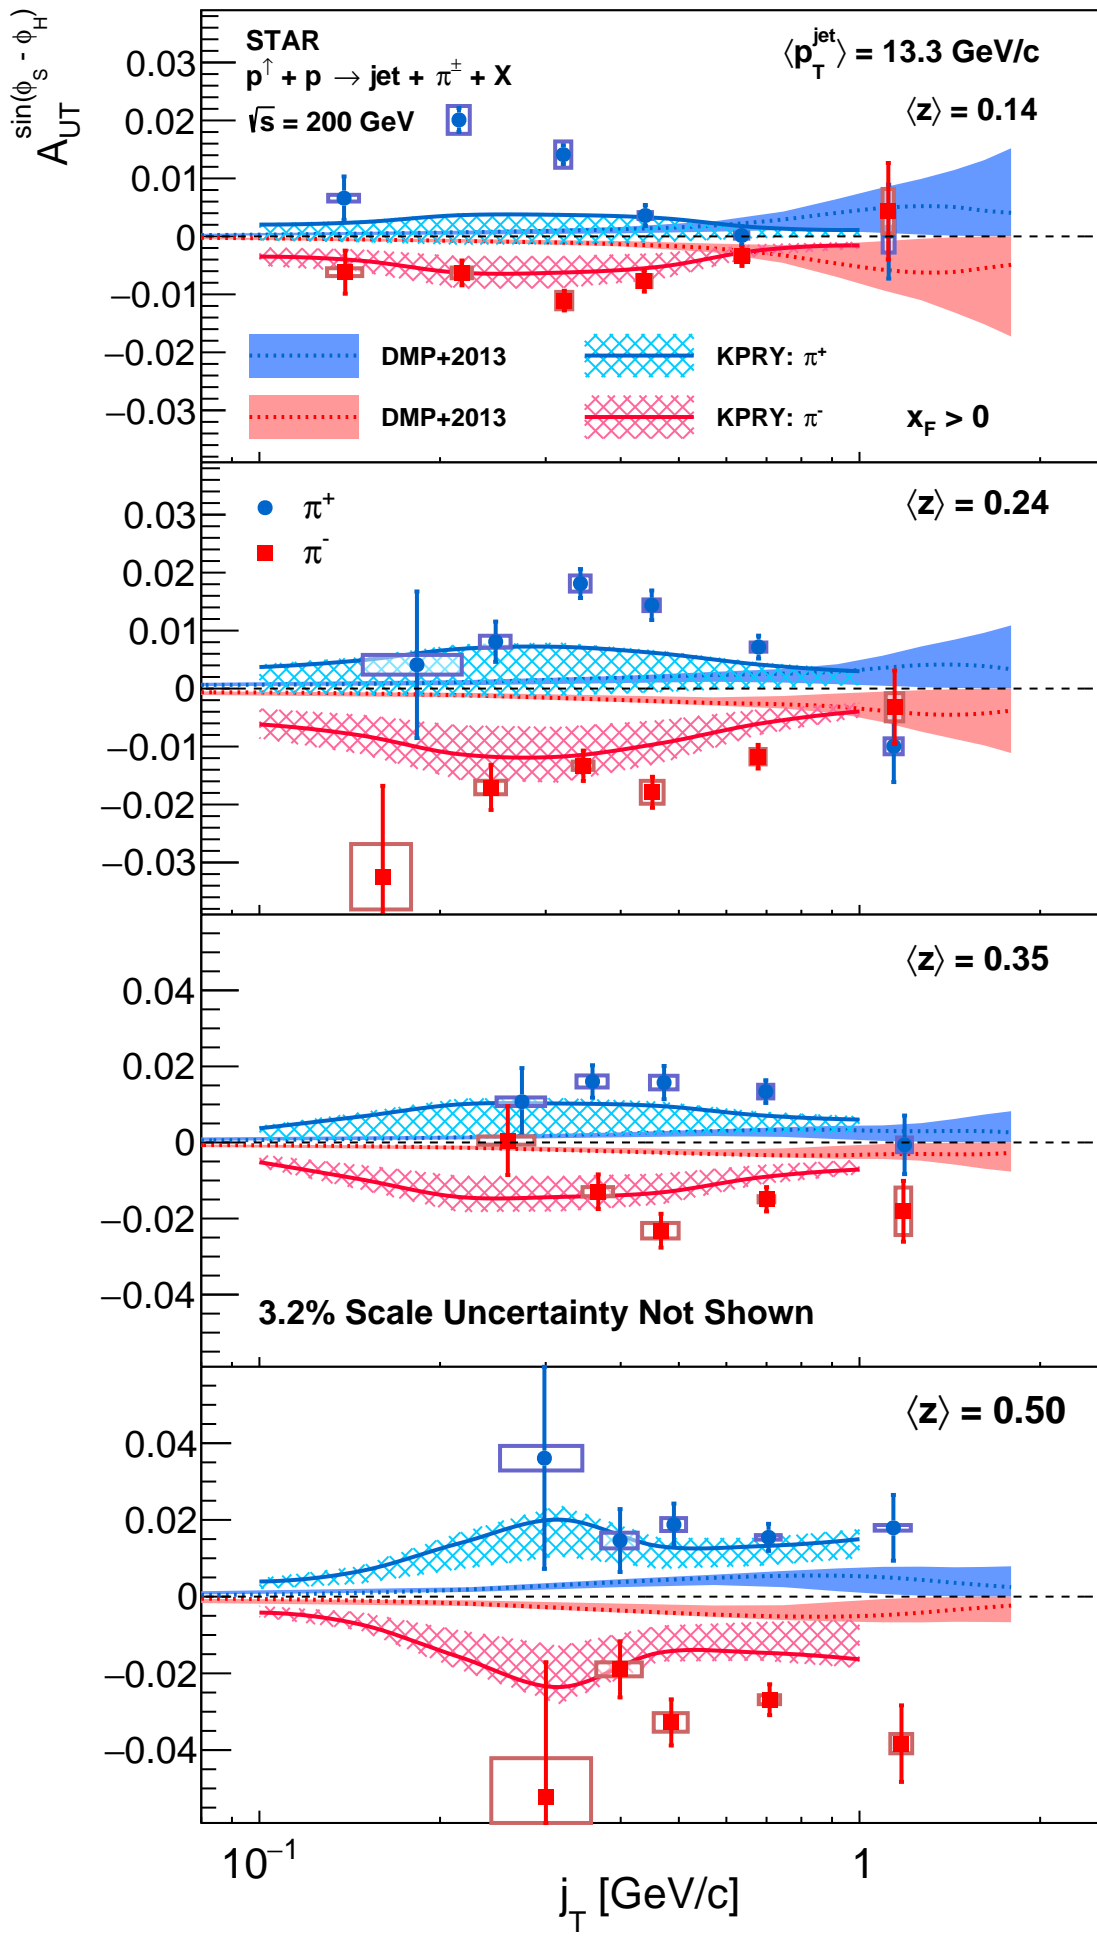 A_UT^sin(ϕ_S - ϕ_H)
STAR
p↑ + p → jet + π± + X
√s = 200 GeV
⟨p_T^jet⟩ = 13.3 GeV/c
⟨z⟩ = 0.14
0.03
0.02
0.01
0
−0.01
−0.02
−0.03
DMP+2013
KPRY: π⁺
DMP+2013
KPRY: π⁻
x_F > 0
⟨z⟩ = 0.24
π⁺
π⁻
0.03
0.02
0.01
0
−0.01
−0.02
−0.03
⟨z⟩ = 0.35
0.04
0.02
0
−0.02
−0.04
3.2% Scale Uncertainty Not Shown
⟨z⟩ = 0.50
0.04
0.02
0
−0.02
−0.04
10⁻¹
1
j_T [GeV/c]